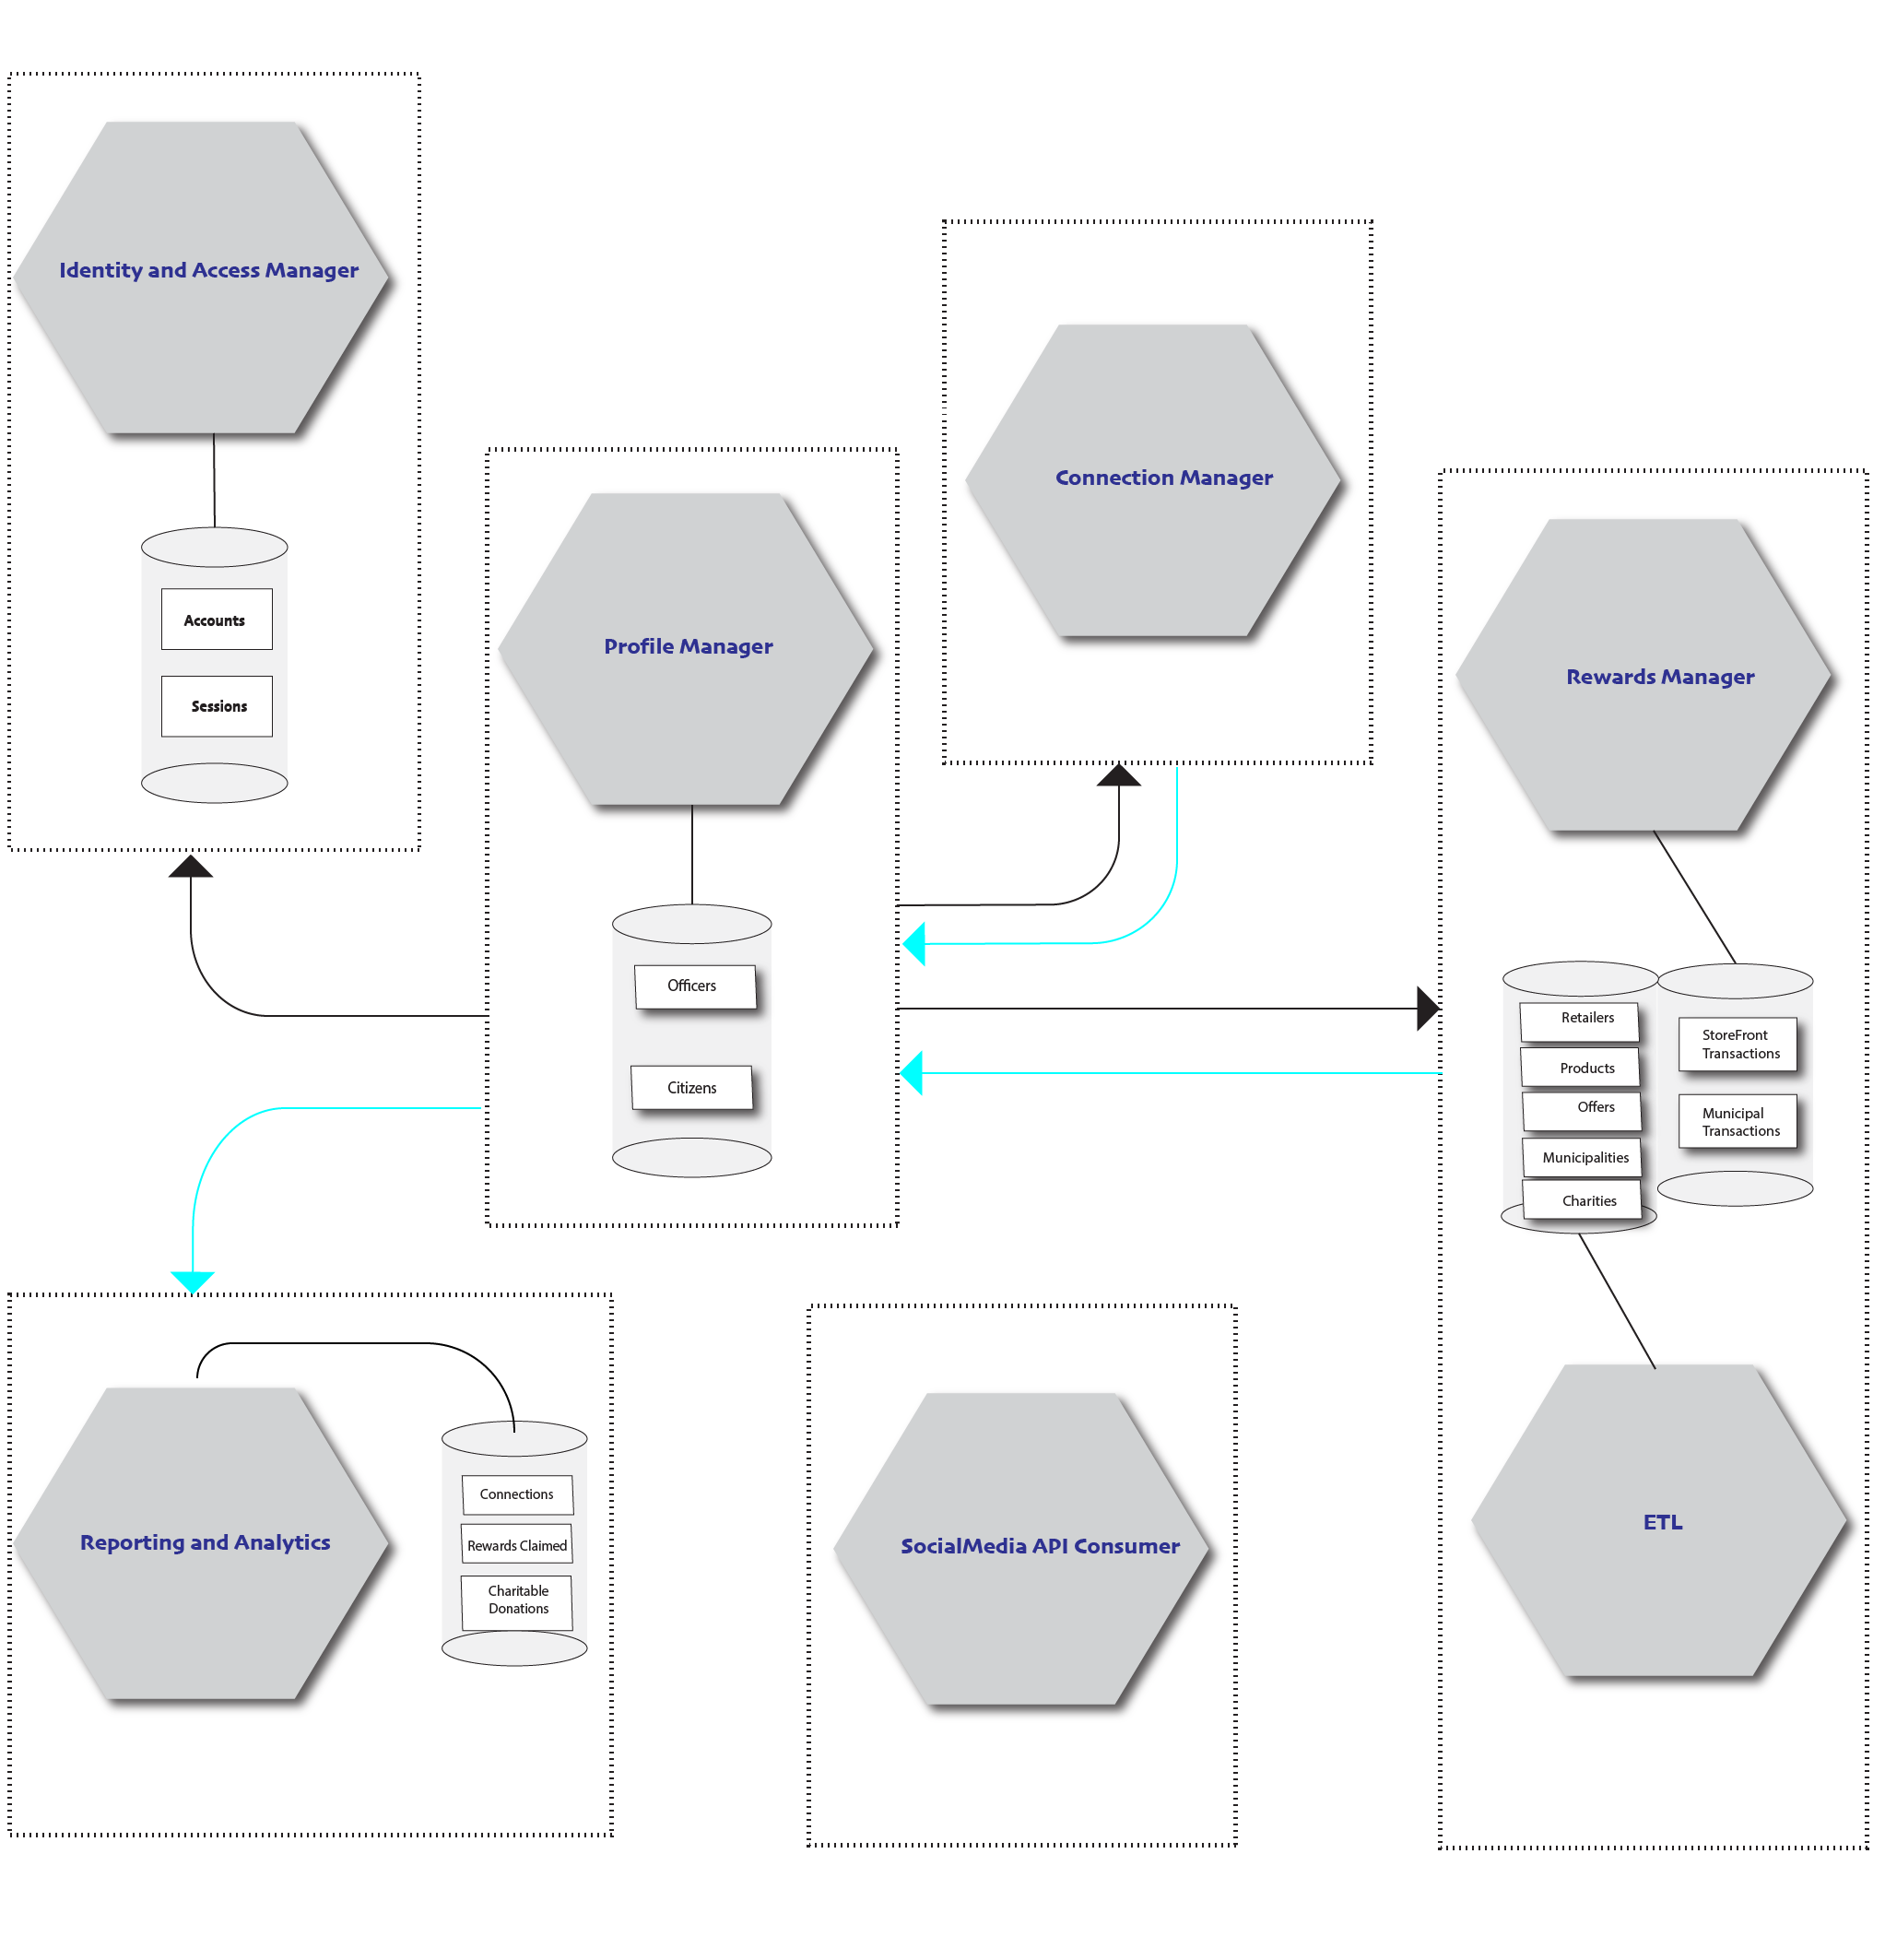 Identity and Access Manager
Accounts
Sessions
Profile Manager
Officers
Citizens
Connection Manager
Rewards Manager
Retailers
Products
Offers
Municipalities
Charities
StoreFront
Transactions
Municipal
Transactions
ETL
Reporting and Analytics
Connections
Rewards Claimed
Charitable
Donations
SocialMedia API Consumer